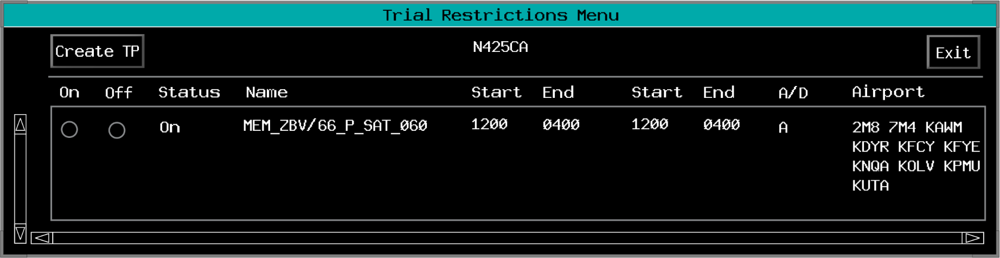 Trial Restrictions Menu
Create TP N425CA Exit
On Off Status Name Start End Start End A/D Airport
On MEM_ZBV/66_P_SAT_060 1200 0400 1200 0400 A 2M8 7M4 KAWM
KDYR KFCY KFYE
KNQA KOLV KPMU
KUTA